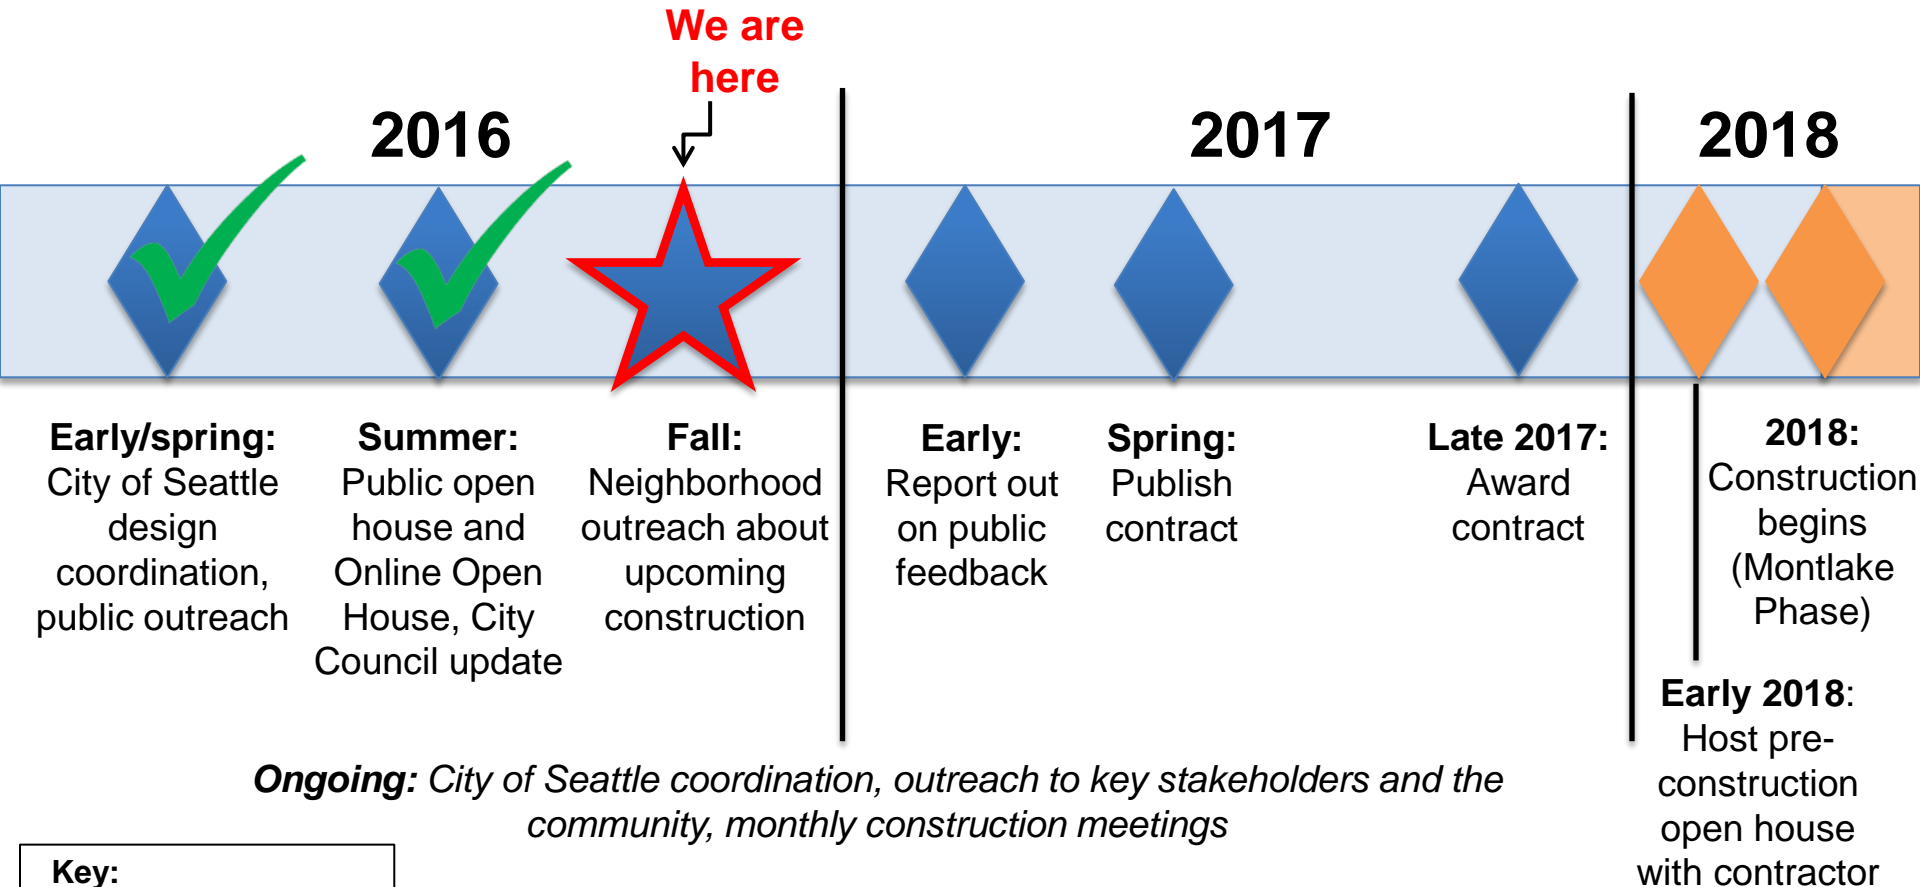 We are
here
2016
2017
2018
Early/spring:
City of Seattle
design
coordination,
public outreach
Summer:
Public open
house and
Online Open
House, City
Council update
Fall:
Neighborhood
outreach about
upcoming
construction
Early:
Report out
on public
feedback
Spring:
Publish
contract
Late 2017:
Award
contract
2018:
Construction
begins
(Montlake
Phase)
Early 2018:
Host pre-
construction
open house
with contractor
Ongoing: City of Seattle coordination, outreach to key stakeholders and the
community, monthly construction meetings
Key: